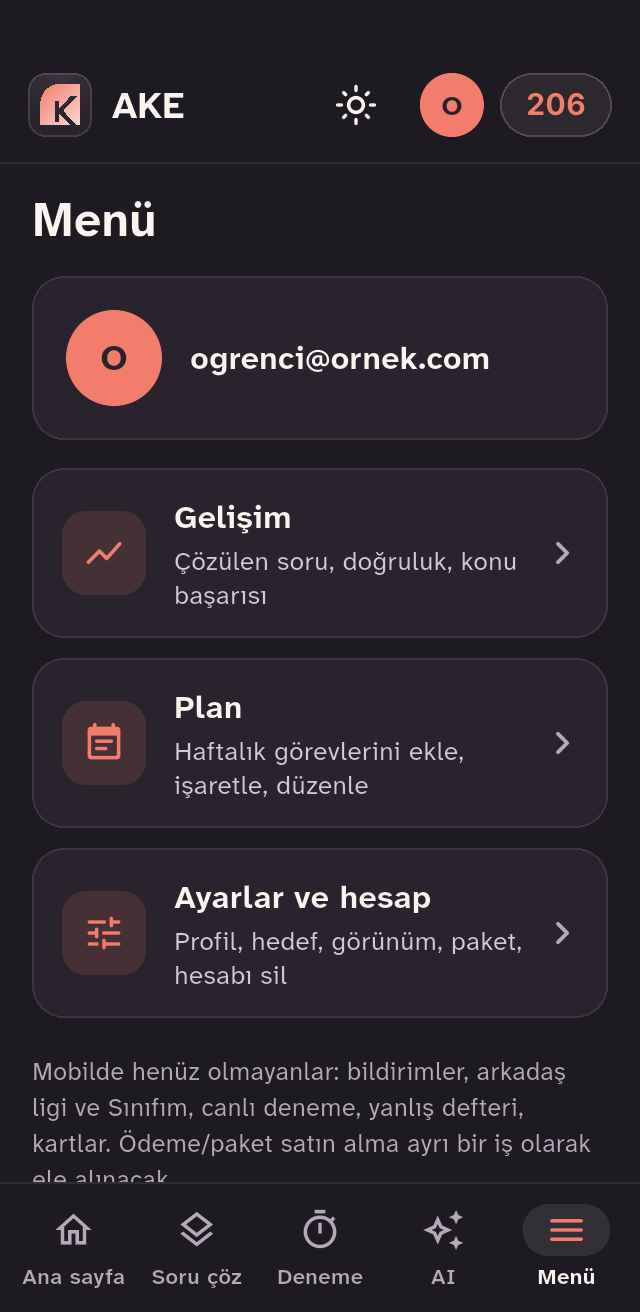 K AKE O 206
Menü
O ogrenci@ornek.com
Gelişim
Çözülen soru, doğruluk, konu
başarısı
Plan
Haftalık görevlerini ekle,
işaretle, düzenle
Ayarlar ve hesap
Profil, hedef, görünüm, paket,
hesabı sil
Mobilde henüz olmayanlar: bildirimler, arkadaş
ligi ve Sınıfım, canlı deneme, yanlış defteri,
kartlar. Ödeme/paket satın alma ayrı bir iş olarak
ele alınacak
Ana sayfa Soru çöz Deneme AI Menü